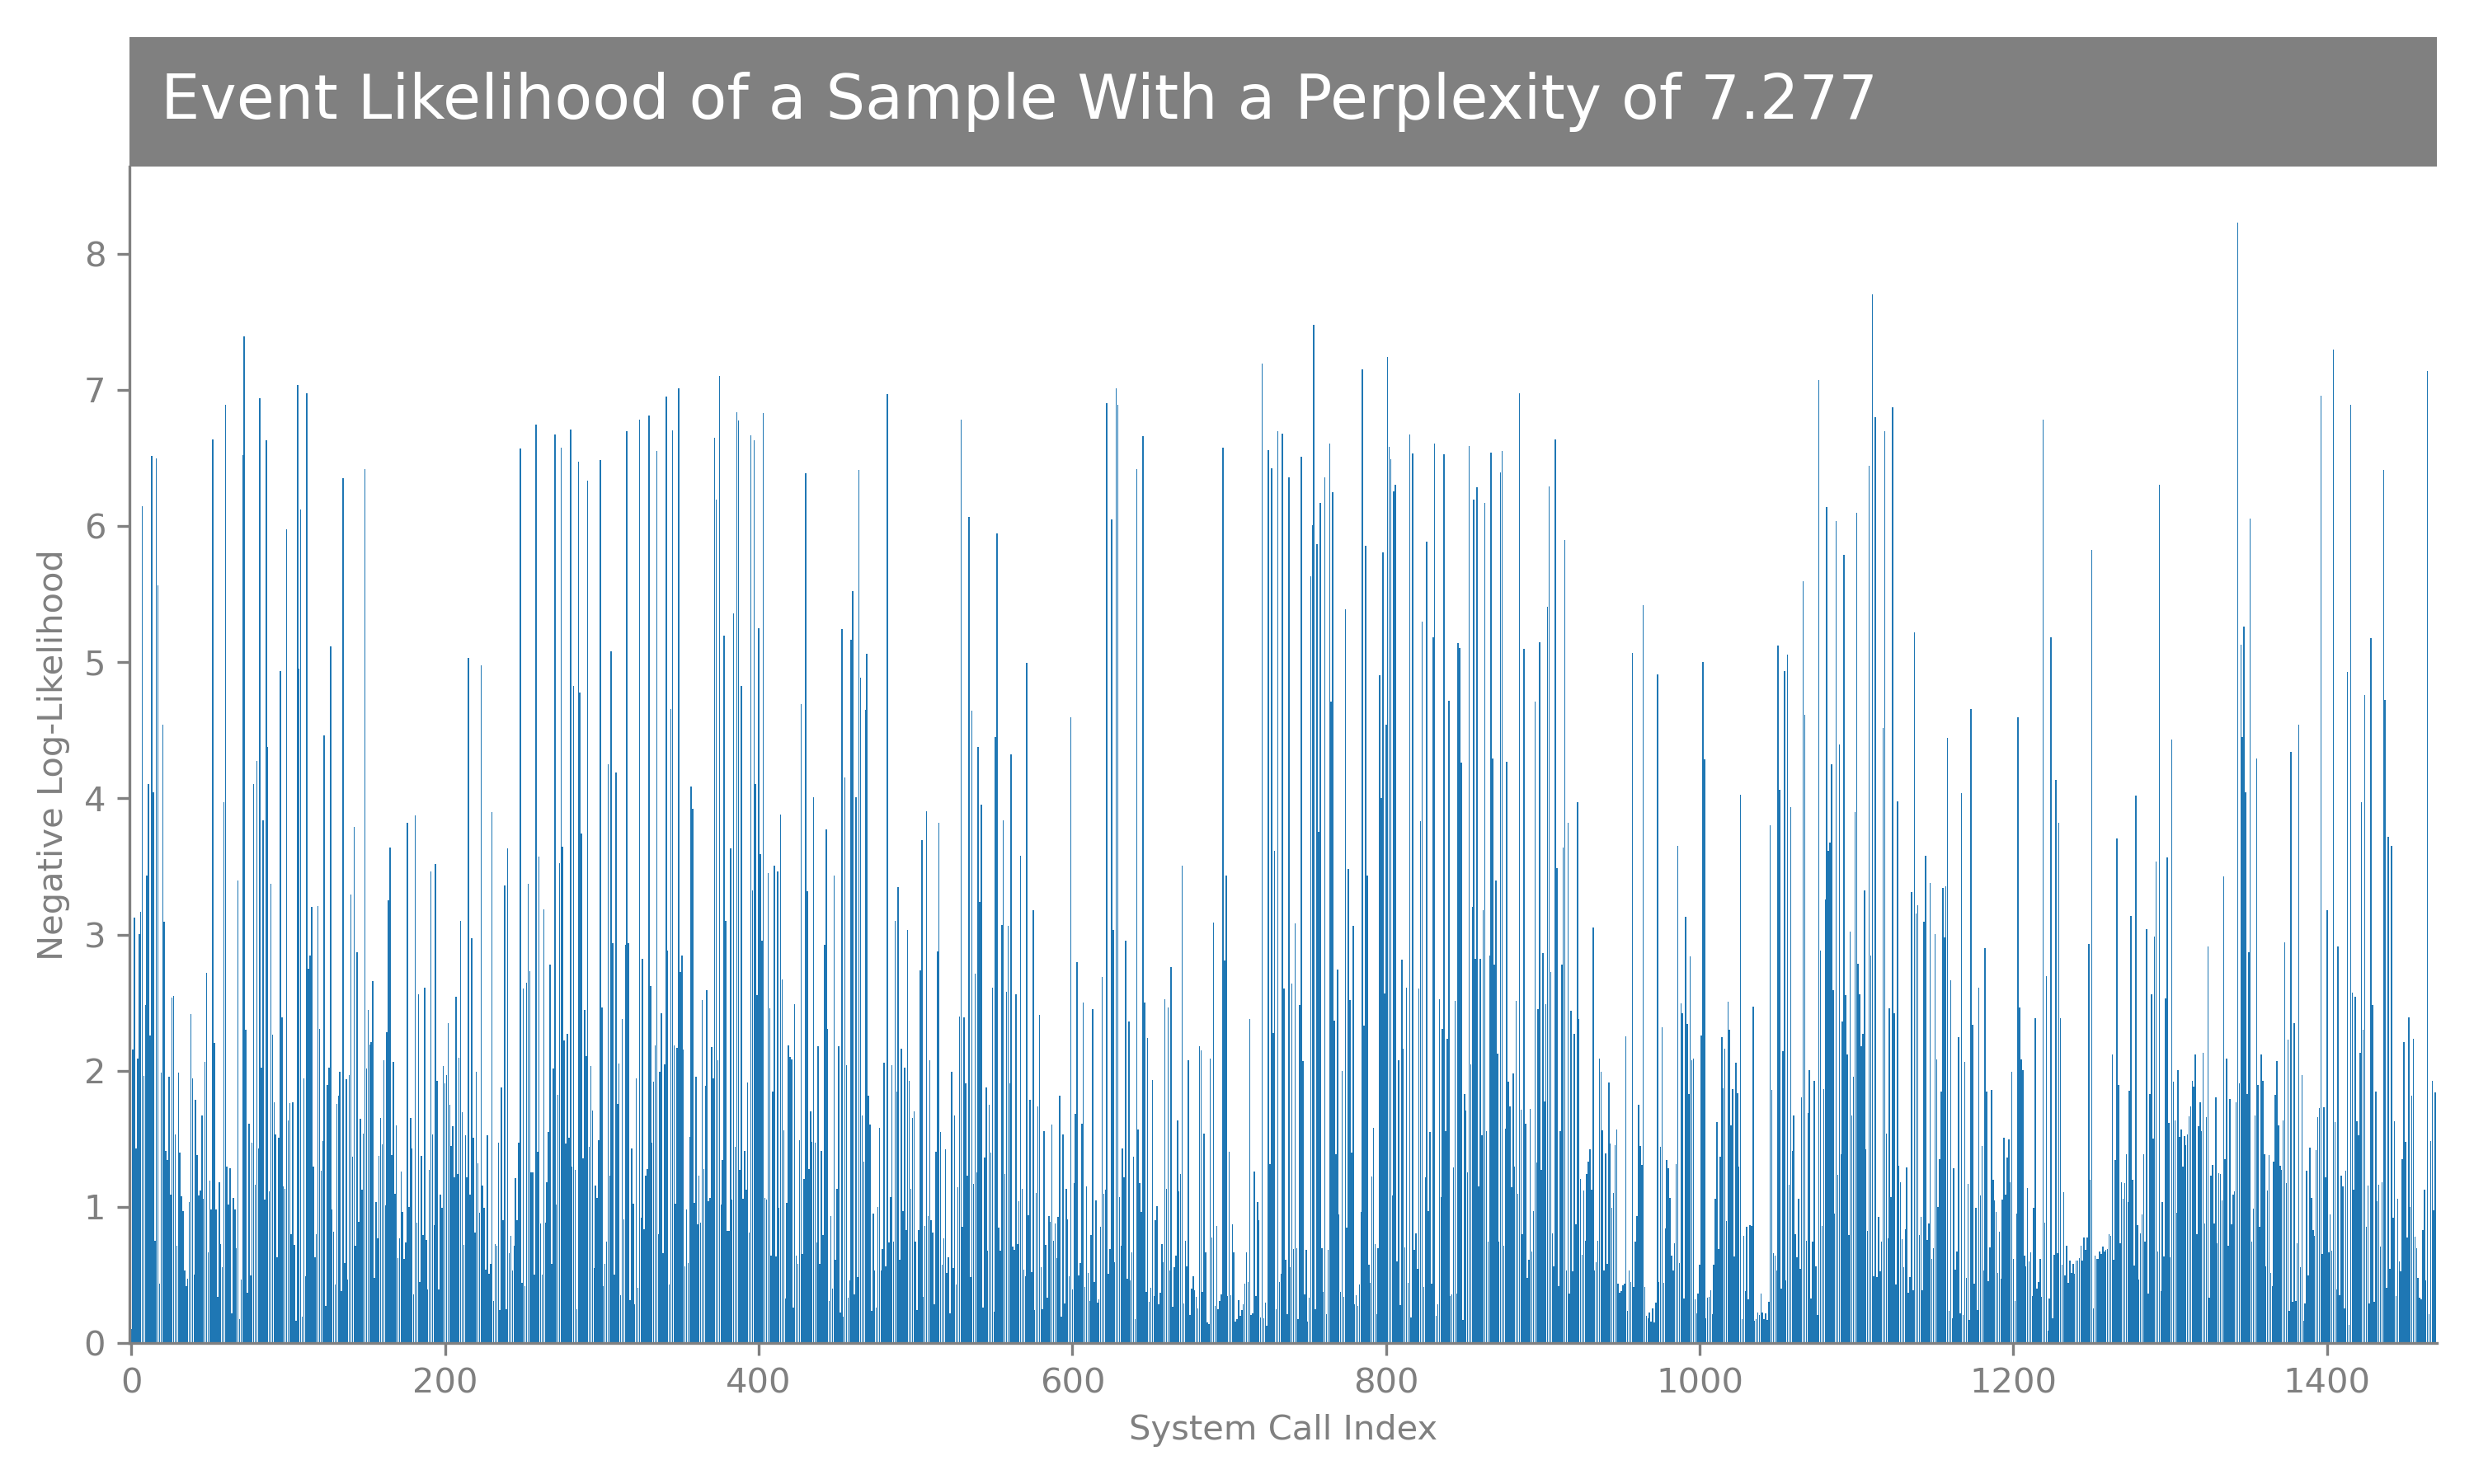 Event Likelihood of a Sample With a Perplexity of 7.277
8
7
6
5
4
3
2
1
0
Negative Log-Likelihood
0 200 400 600 800 1000 1200 1400
System Call Index